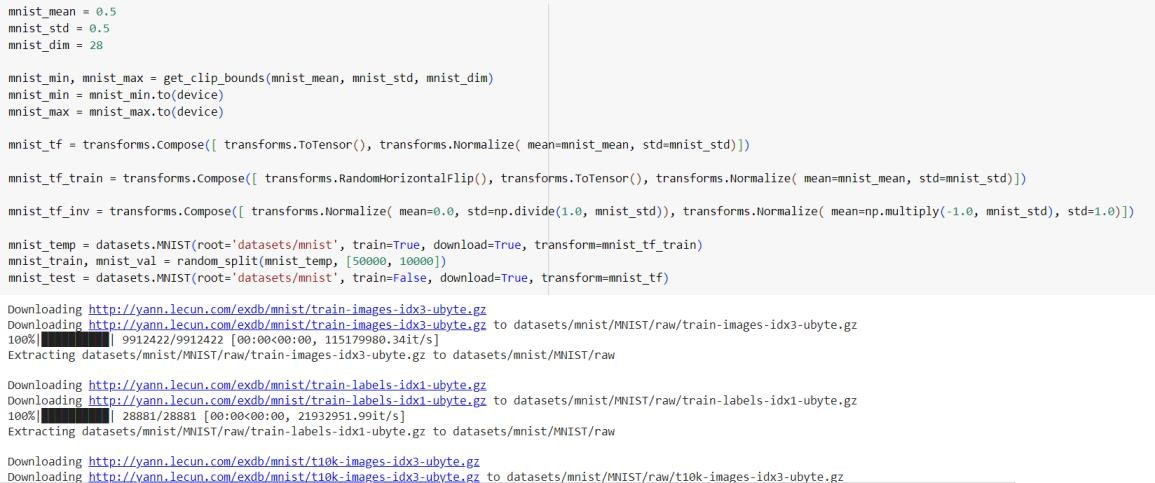 mnist_mean = 0.5
mnist_std = 0.5
mnist_dim = 28
mnist_min, mnist_max = get_clip_bounds(mnist_mean, mnist_std, mnist_dim)
mnist_min = mnist_min.to(device)
mnist_max = mnist_max.to(device)
mnist_tf = transforms.Compose([ transforms.ToTensor(), transforms.Normalize( mean=mnist_mean, std=mnist_std)])
mnist_tf_train = transforms.Compose([ transforms.RandomHorizontalFlip(), transforms.ToTensor(), transforms.Normalize( mean=mnist_mean, std=mnist_std)])
mnist_tf_inv = transforms.Compose([ transforms.Normalize( mean=0.0, std=np.divide(1.0, mnist_std)), transforms.Normalize( mean=np.multiply(-1.0, mnist_std), std=1.0)])
mnist_temp = datasets.MNIST(root='datasets/mnist', train=True, download=True, transform=mnist_tf_train)
mnist_train, mnist_val = random_split(mnist_temp, [50000, 10000])
mnist_test = datasets.MNIST(root='datasets/mnist', train=False, download=True, transform=mnist_tf)
Downloading http://yann.lecun.com/exdb/mnist/train-images-idx3-ubyte.gz
Downloading http://yann.lecun.com/exdb/mnist/train-images-idx3-ubyte.gz to datasets/mnist/MNIST/raw/train-images-idx3-ubyte.gz
100%|██████████| 9912422/9912422 [00:00<00:00, 115179980.34it/s]
Extracting datasets/mnist/MNIST/raw/train-images-idx3-ubyte.gz to datasets/mnist/MNIST/raw
Downloading http://yann.lecun.com/exdb/mnist/train-labels-idx1-ubyte.gz
Downloading http://yann.lecun.com/exdb/mnist/train-labels-idx1-ubyte.gz to datasets/mnist/MNIST/raw/train-labels-idx1-ubyte.gz
100%|██████████| 28881/28881 [00:00<00:00, 21932951.99it/s]
Extracting datasets/mnist/MNIST/raw/train-labels-idx1-ubyte.gz to datasets/mnist/MNIST/raw
Downloading http://yann.lecun.com/exdb/mnist/t10k-images-idx3-ubyte.gz
Downloading http://yann.lecun.com/exdb/mnist/t10k-images-idx3-ubyte.gz to datasets/mnist/MNIST/raw/t10k-images-idx3-ubyte.gz